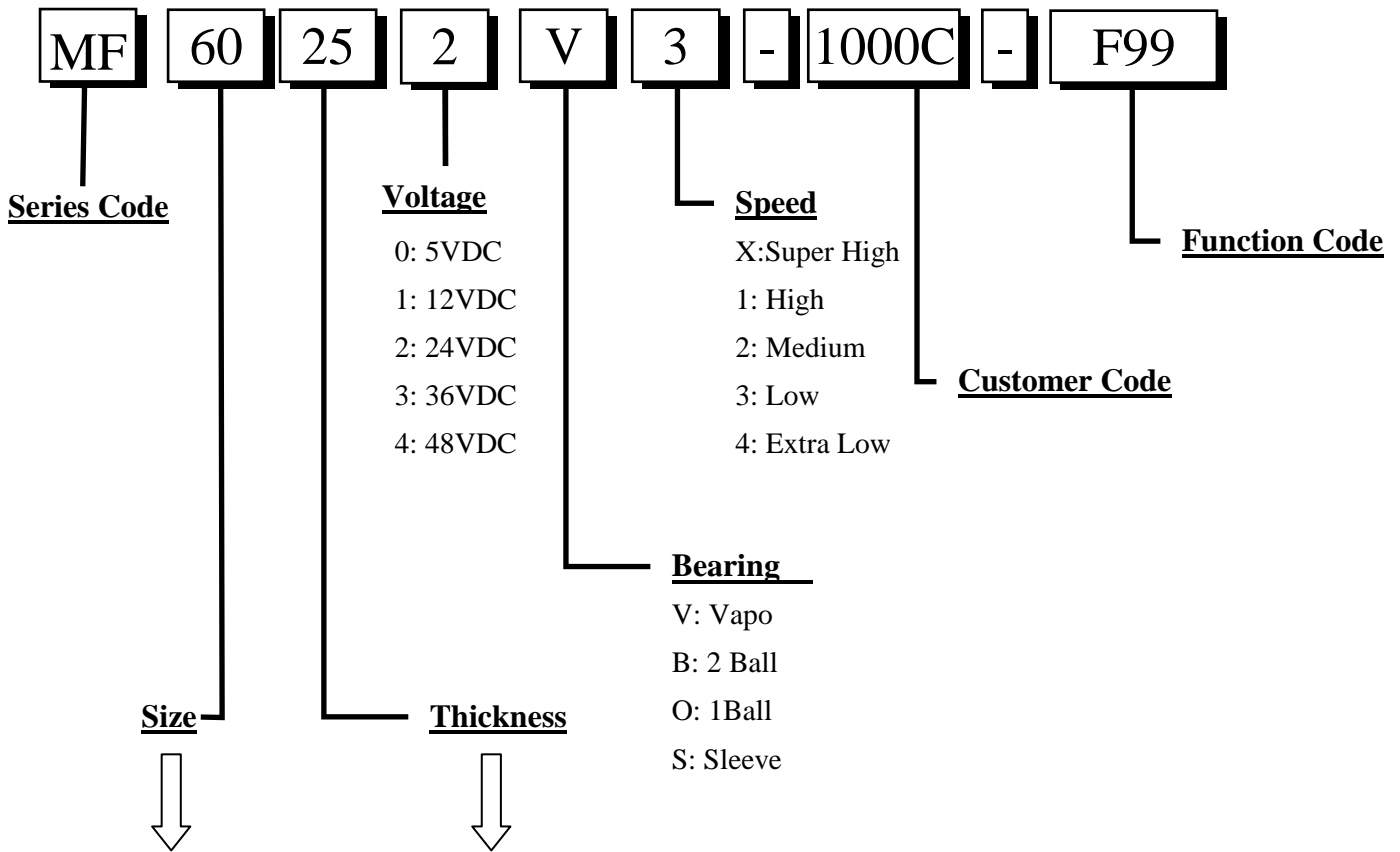 MF 60 25 2 V 3 - 1000C - F99
Series Code
Voltage
0: 5VDC
1: 12VDC
2: 24VDC
3: 36VDC
4: 48VDC
Speed
X:Super High
1: High
2: Medium
3: Low
4: Extra Low
Function Code
Customer Code
Bearing
V: Vapo
B: 2 Ball
O: 1Ball
S: Sleeve
Size
Thickness